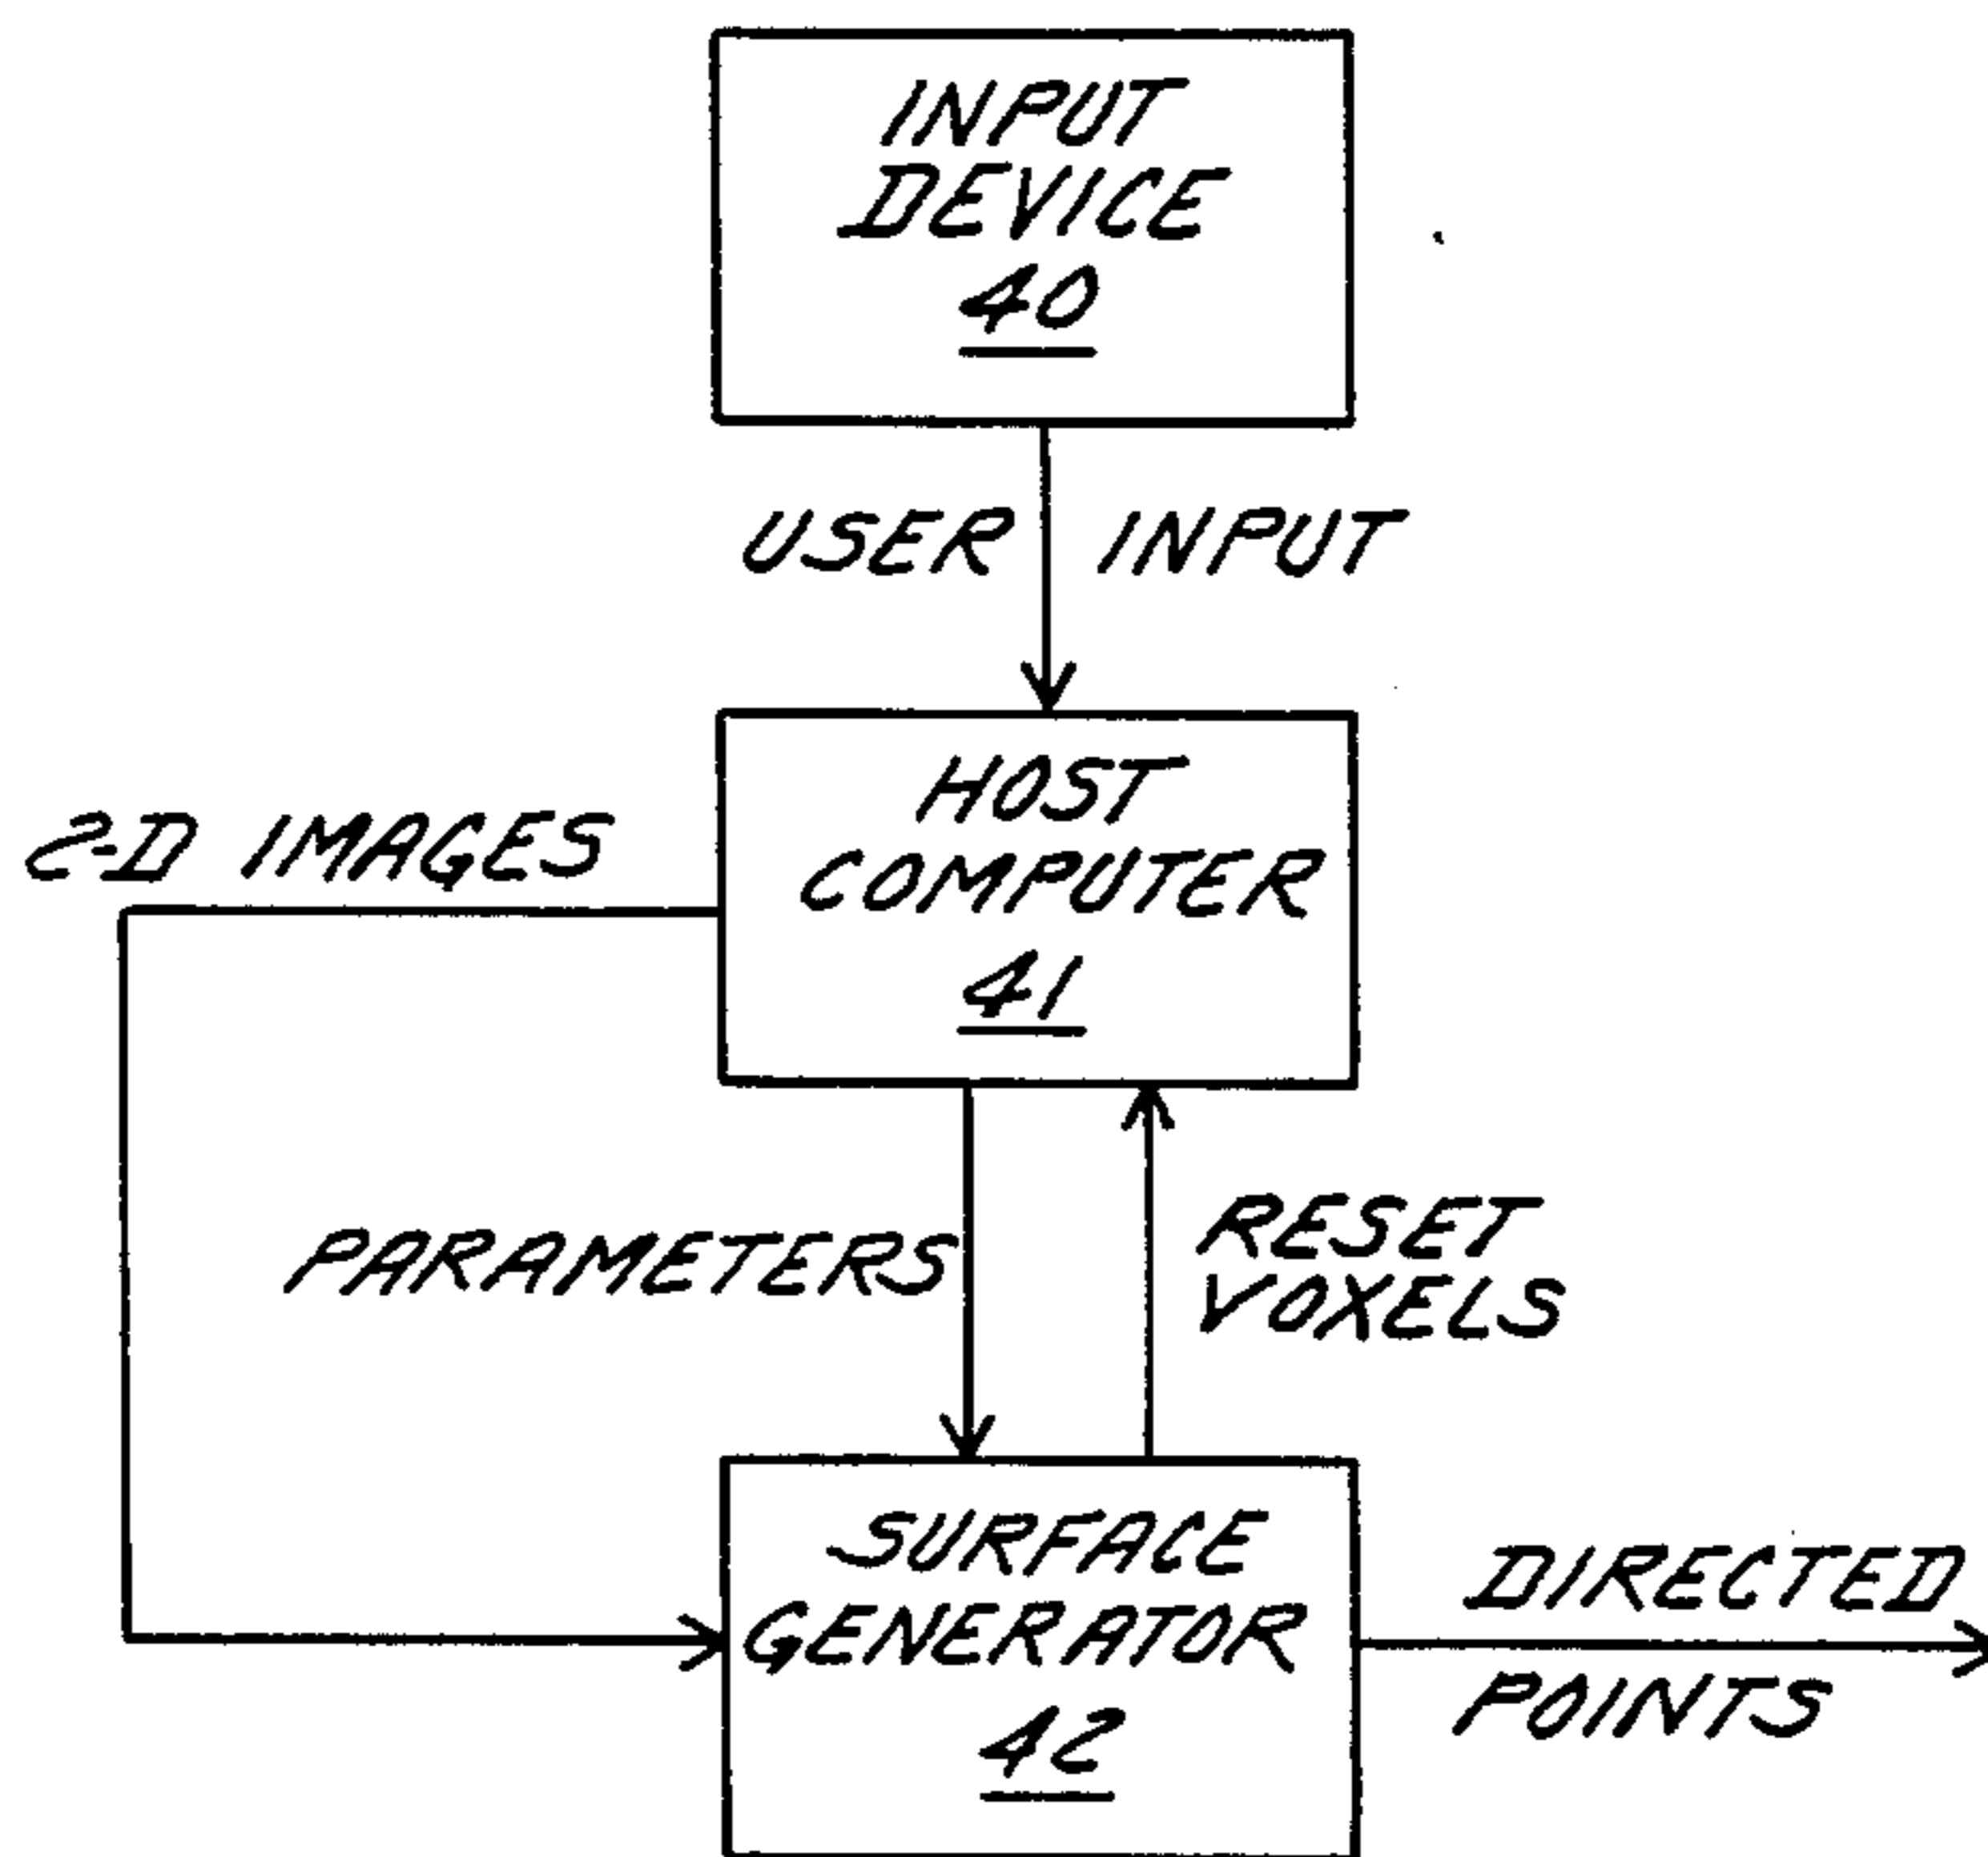 INPUT
DEVICE
40
USER INPUT
HOST
COMPUTER
41
2-D IMAGES
PARAMETERS
RESET
VOXELS
SURFACE
GENERATOR
42
DIRECTED
POINTS